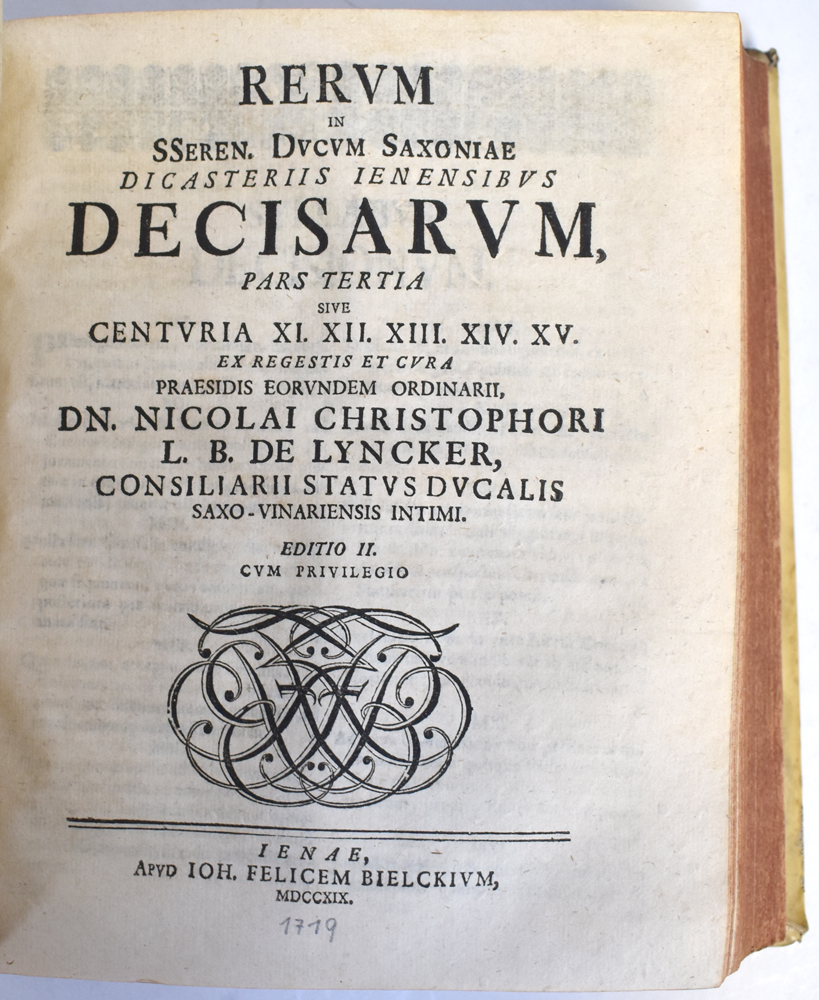 RERVM
IN
SSEREN. DVCVM SAXONIAE
DICASTERIIS IENENSIBVS
DECISARVM,
PARS TERTIA
SIVE
CENTVRIA XI. XII. XIII. XIV. XV.
EX REGESTIS ET CVRA
PRAESIDIS EORVNDEM ORDINARII,
DN. NICOLAI CHRISTOPHORI
L. B. DE LYNCKER,
CONSILIARII STATVS DVCALIS
SAXO-VINARIENSIS INTIMI.
EDITIO II.
CVM PRIVILEGIO
IENAE,
APVD IOH. FELICEM BIELCKIVM,
MDCCXIX.
1719